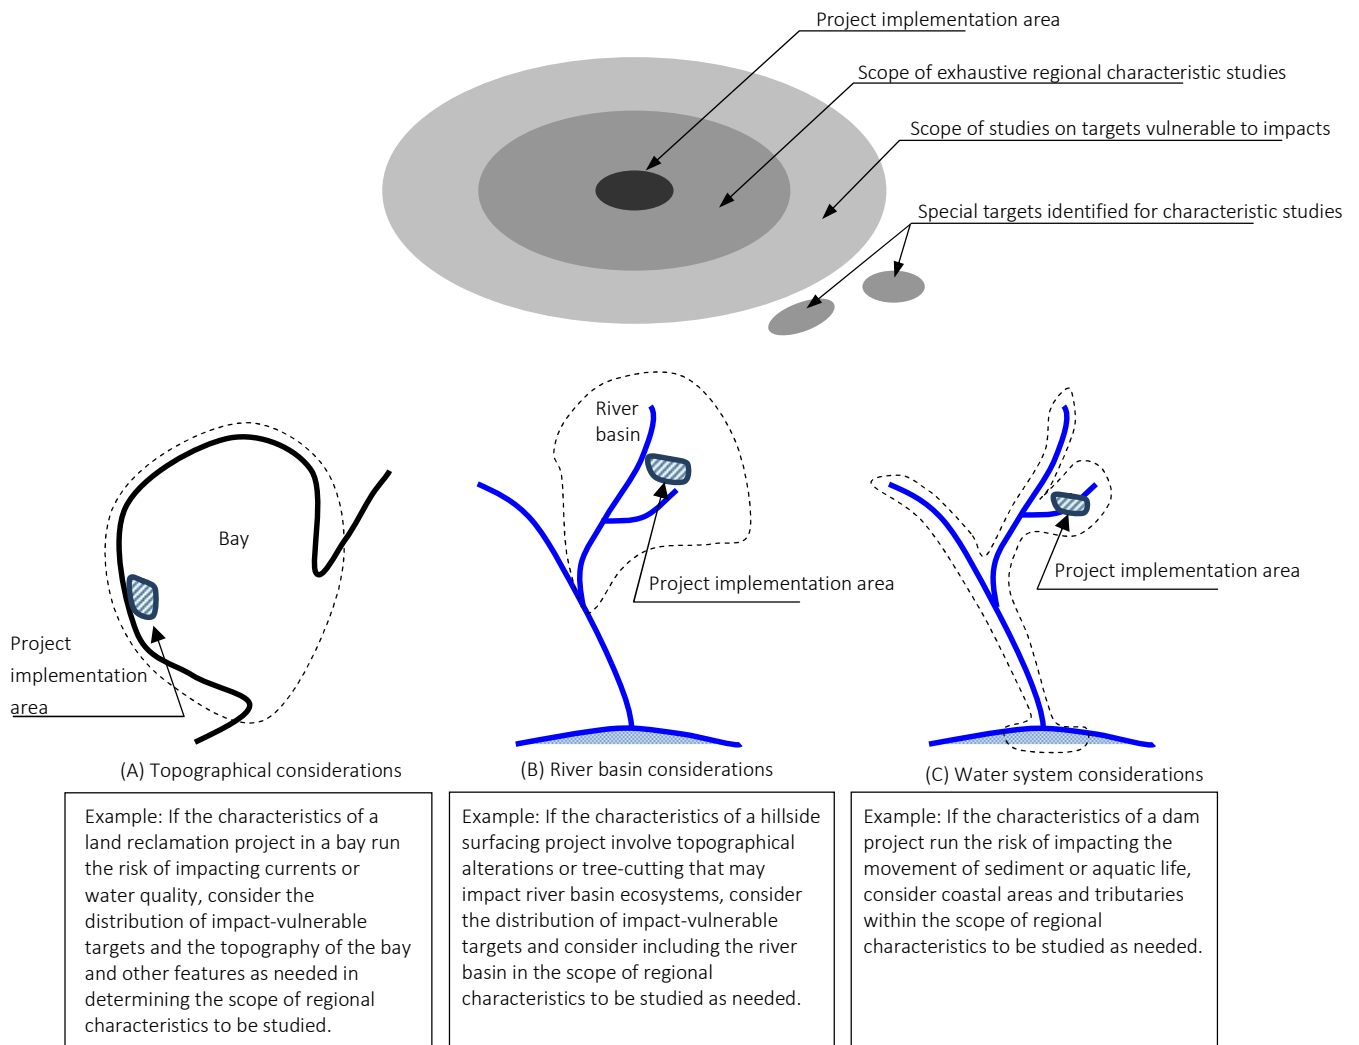 Project implementation area
Scope of exhaustive regional characteristic studies
Scope of studies on targets vulnerable to impacts
Special targets identified for characteristic studies
Bay
Project
implementation
area
(A) Topographical considerations
Example: If the characteristics of a
land reclamation project in a bay run
the risk of impacting currents or
water quality, consider the
distribution of impact-vulnerable
targets and the topography of the bay
and other features as needed in
determining the scope of regional
characteristics to be studied.
River
basin
Project implementation area
(B) River basin considerations
Example: If the characteristics of a hillside
surfacing project involve topographical
alterations or tree-cutting that may
impact river basin ecosystems, consider
the distribution of impact-vulnerable
targets and consider including the river
basin in the scope of regional
characteristics to be studied as needed.
Project implementation area
(C) Water system considerations
Example: If the characteristics of a dam
project run the risk of impacting the
movement of sediment or aquatic life,
consider coastal areas and tributaries
within the scope of regional
characteristics to be studied as needed.